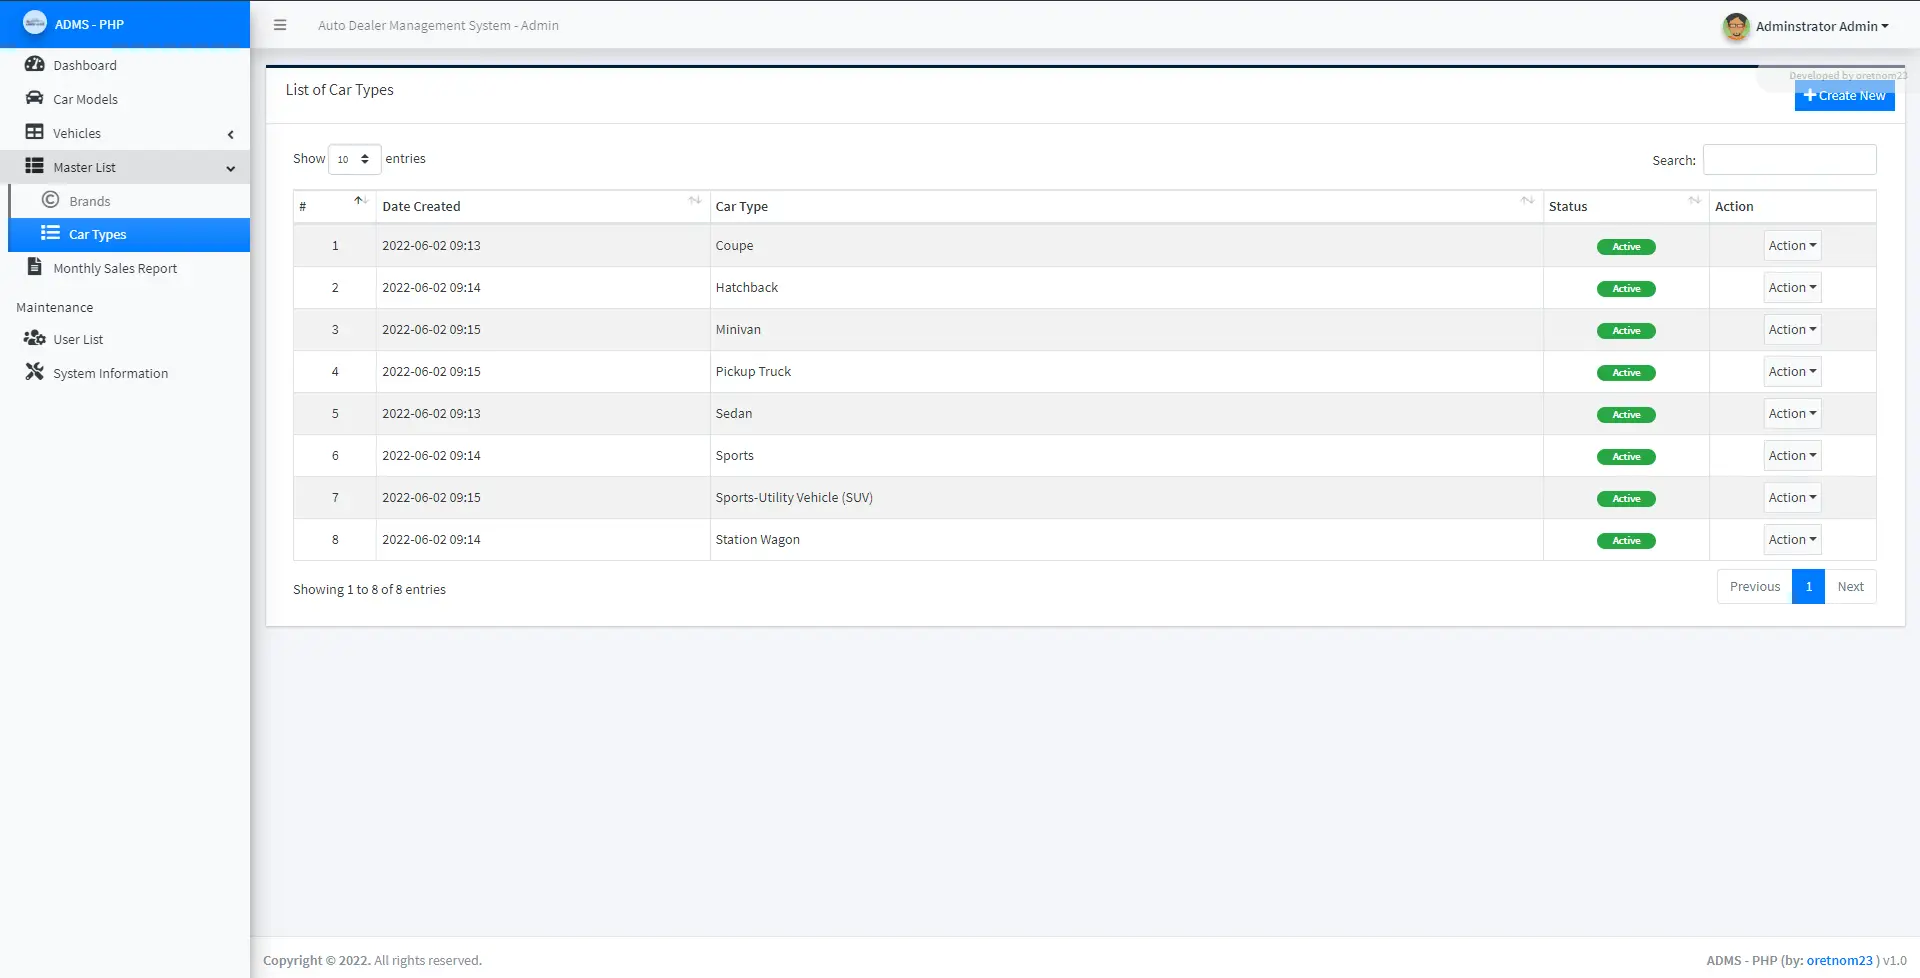 ADMS - PHP
Auto Dealer Management System - Admin
Adminstrator Admin
Dashboard
Car Models
Vehicles
Master List
Brands
Car Types
Monthly Sales Report
Maintenance
User List
System Information
Developed by oretnom23
List of Car Types
Create New
Show 10 entries
Search:
# Date Created Car Type Status Action
1 2022-06-02 09:13 Coupe Active Action
2 2022-06-02 09:14 Hatchback Active Action
3 2022-06-02 09:15 Minivan Active Action
4 2022-06-02 09:15 Pickup Truck Active Action
5 2022-06-02 09:13 Sedan Active Action
6 2022-06-02 09:14 Sports Active Action
7 2022-06-02 09:15 Sports-Utility Vehicle (SUV) Active Action
8 2022-06-02 09:14 Station Wagon Active Action
Showing 1 to 8 of 8 entries
Previous 1 Next
Copyright © 2022. All rights reserved.
ADMS - PHP (by: oretnom23 ) v1.0